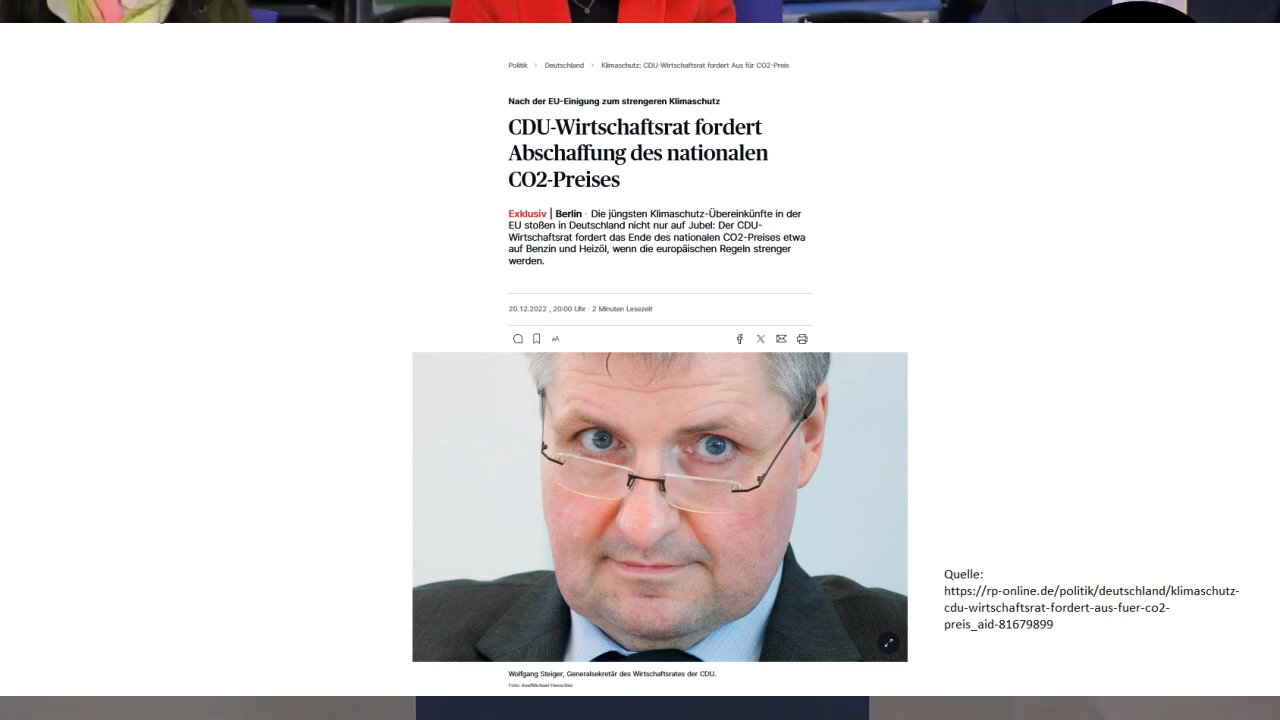 Politik > Deutschland > Klimaschutz: CDU-Wirtschaftsrat fordert Aus für CO2-Preis
Nach der EU-Einigung zum strengeren Klimaschutz
CDU-Wirtschaftsrat fordert
Abschaffung des nationalen
CO2-Preises
Exklusiv | Berlin · Die jüngsten Klimaschutz-Übereinkünfte in der
EU stoßen in Deutschland nicht nur auf Jubel: Der CDU-
Wirtschaftsrat fordert das Ende des nationalen CO2-Preises etwa
auf Benzin und Heizöl, wenn die europäischen Regeln strenger
werden.
20.12.2022 , 20:00 Uhr · 2 Minuten Lesezeit
AA
Quelle:
https://rp-online.de/politik/deutschland/klimaschutz-
cdu-wirtschaftsrat-fordert-aus-fuer-co2-
preis_aid-81679899
Wolfgang Steiger, Generalsekretär des Wirtschaftsrates der CDU.
Foto: dpa/Michael